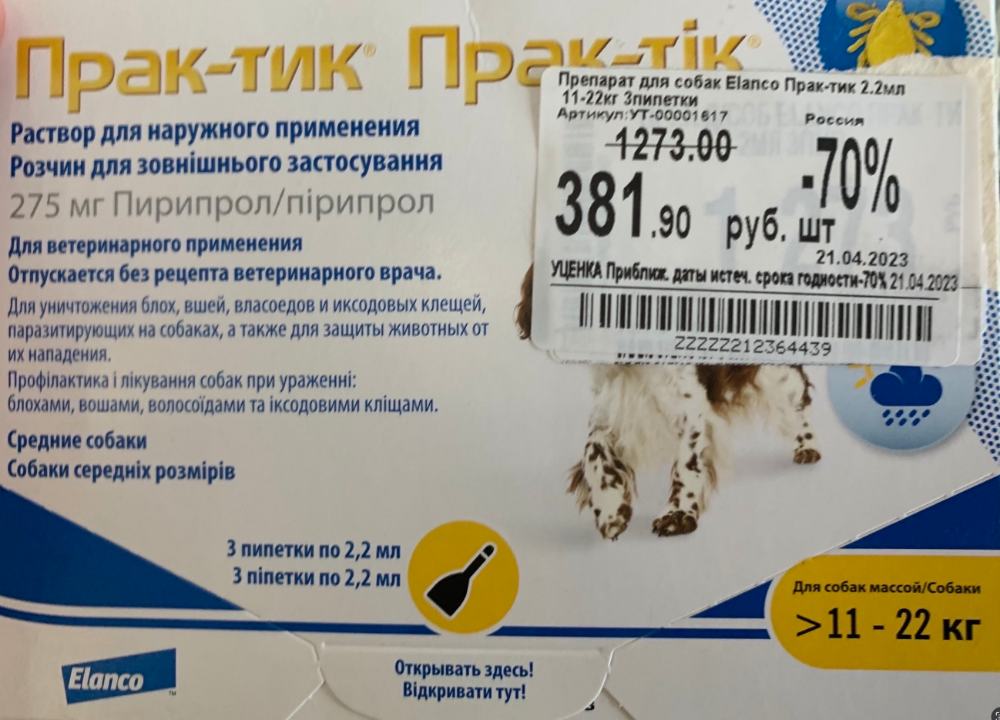 Прак-тик® Прак-тік®
Раствор для наружного применения
Розчин для зовнішнього застосування
275 мг Пирипрол/піріпрол
Для ветеринарного применения
Отпускается без рецепта ветеринарного врача.
Для уничтожения блох, вшей, власоедов и иксодовых клещей,
паразитирующих на собаках, а также для защиты животных от
их нападения.
Профілактика і лікування собак при ураженні:
блохами, вошами, волосоїдами та іксодовими кліщами.
Средние собаки
Собаки середніх розмірів
Препарат для собак Elanco Прак-тик 2.2мл
11-22кг 3пипетки
Артикул:УТ-00001617
Россия
1273.00
-70%
381.90 руб. шт
21.04.2023
УЦЕНКА Приближ. даты истеч. срока годности-70% 21.04.2023
ZZZZZ212364439
3 пипетки по 2,2 мл
3 піпетки по 2,2 мл
Для собак массой/Собаки
>11 - 22 кг
Elanco™
Открывать здесь!
Відкривати тут!